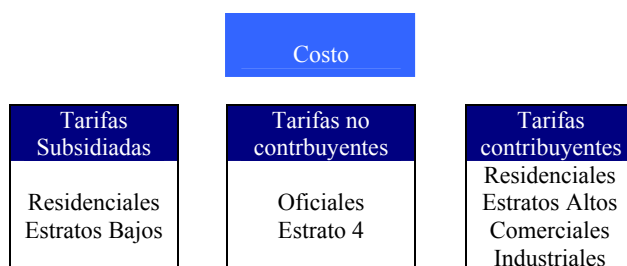 Costo
Tarifas
Subsidiadas
Residenciales
Estratos Bajos
Tarifas no
contrbuyentes
Oficiales
Estrato 4
Tarifas
contribuyentes
Residenciales
Estratos Altos
Comerciales
Industriales